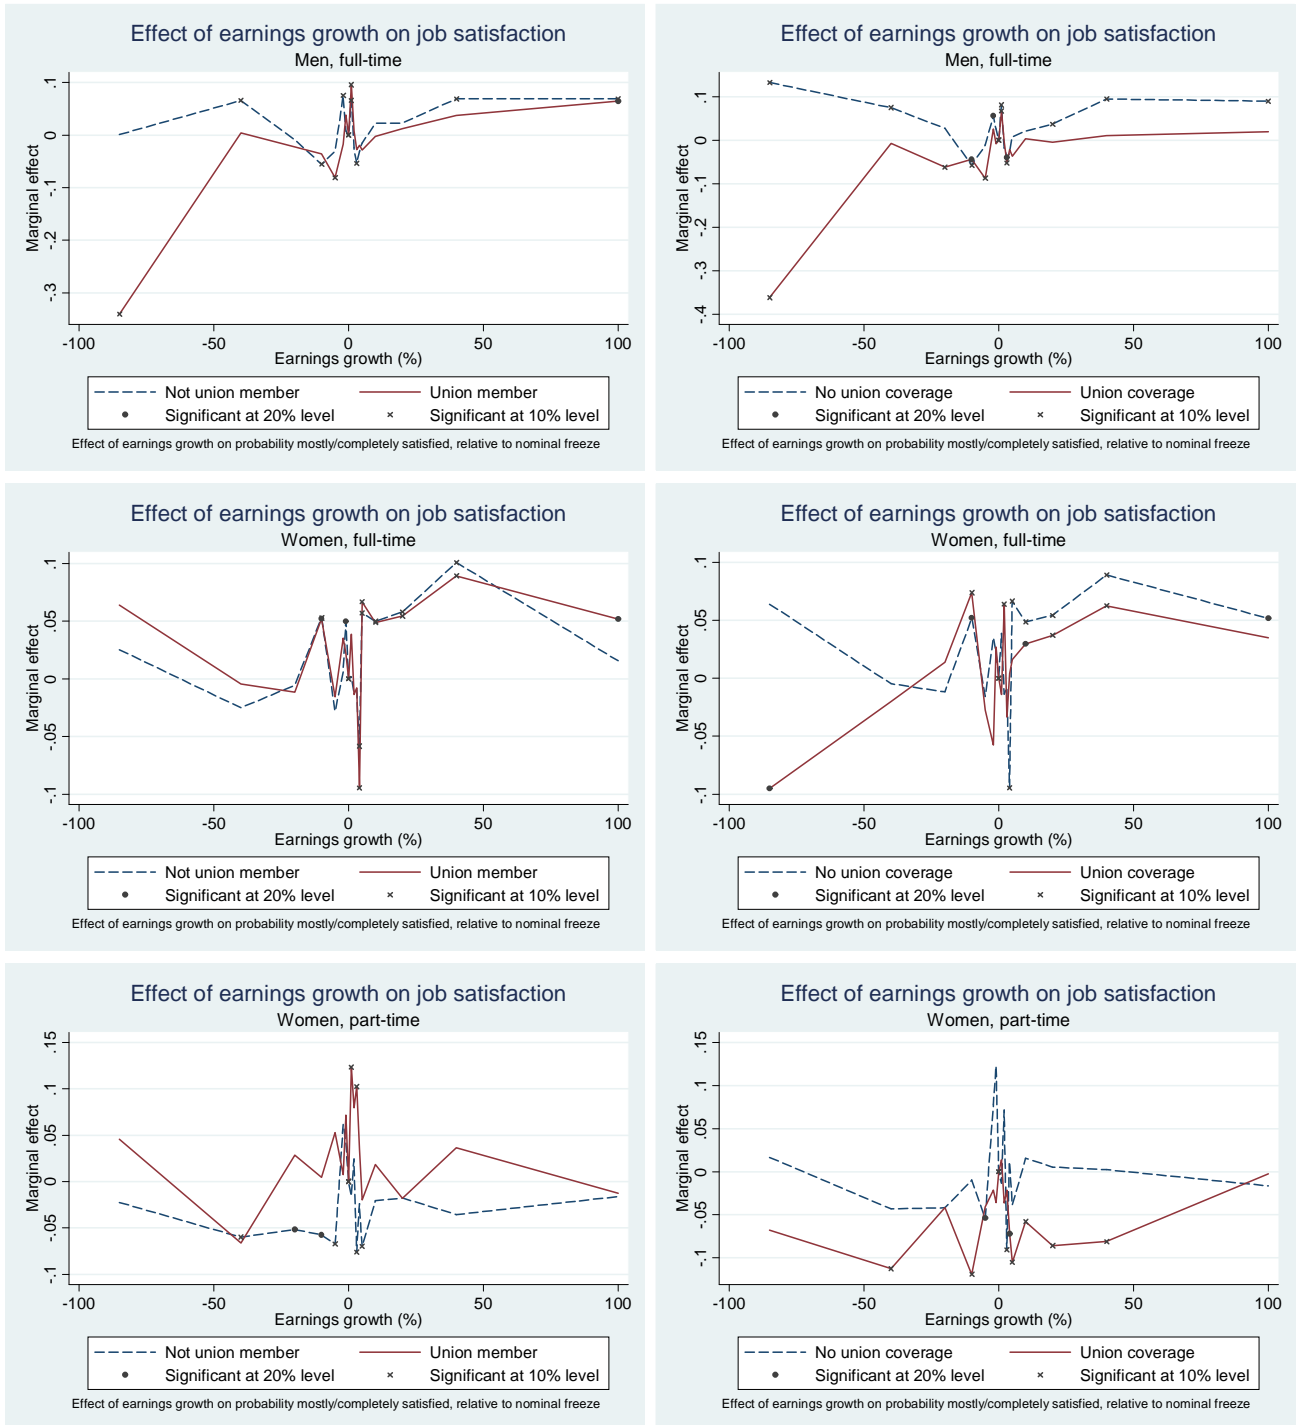 Effect of earnings growth on job satisfaction
Men, full-time
Marginal effect
.1
0
-.1
-.2
-.3
-100
-50
0
50
100
Earnings growth (%)
Not union member
Union member
Significant at 20% level
Significant at 10% level
Effect of earnings growth on probability mostly/completely satisfied, relative to nominal freeze
Effect of earnings growth on job satisfaction
Men, full-time
Marginal effect
.1
0
-.1
-.2
-.3
-.4
-100
-50
0
50
100
Earnings growth (%)
No union coverage
Union coverage
Significant at 20% level
Significant at 10% level
Effect of earnings growth on probability mostly/completely satisfied, relative to nominal freeze
Effect of earnings growth on job satisfaction
Women, full-time
Marginal effect
.1
.05
0
-.05
-.1
-100
-50
0
50
100
Earnings growth (%)
Not union member
Union member
Significant at 20% level
Significant at 10% level
Effect of earnings growth on probability mostly/completely satisfied, relative to nominal freeze
Effect of earnings growth on job satisfaction
Women, full-time
Marginal effect
.1
.05
0
-.05
-.1
-100
-50
0
50
100
Earnings growth (%)
No union coverage
Union coverage
Significant at 20% level
Significant at 10% level
Effect of earnings growth on probability mostly/completely satisfied, relative to nominal freeze
Effect of earnings growth on job satisfaction
Women, part-time
Marginal effect
.15
.1
.05
0
-.05
-.1
-100
-50
0
50
100
Earnings growth (%)
Not union member
Union member
Significant at 20% level
Significant at 10% level
Effect of earnings growth on probability mostly/completely satisfied, relative to nominal freeze
Effect of earnings growth on job satisfaction
Women, part-time
Marginal effect
.15
.1
.05
0
-.05
-.1
-100
-50
0
50
100
Earnings growth (%)
No union coverage
Union coverage
Significant at 20% level
Significant at 10% level
Effect of earnings growth on probability mostly/completely satisfied, relative to nominal freeze